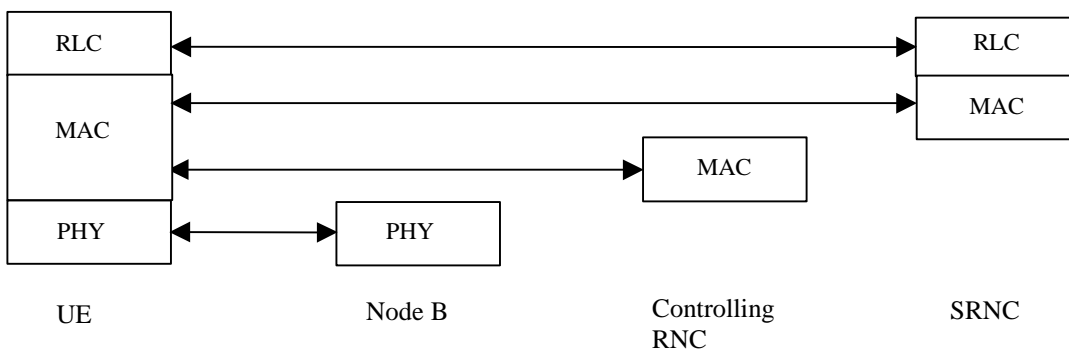 RLC
RLC
MAC
MAC
MAC
PHY
PHY
UE
Node B
Controlling
RNC
SRNC